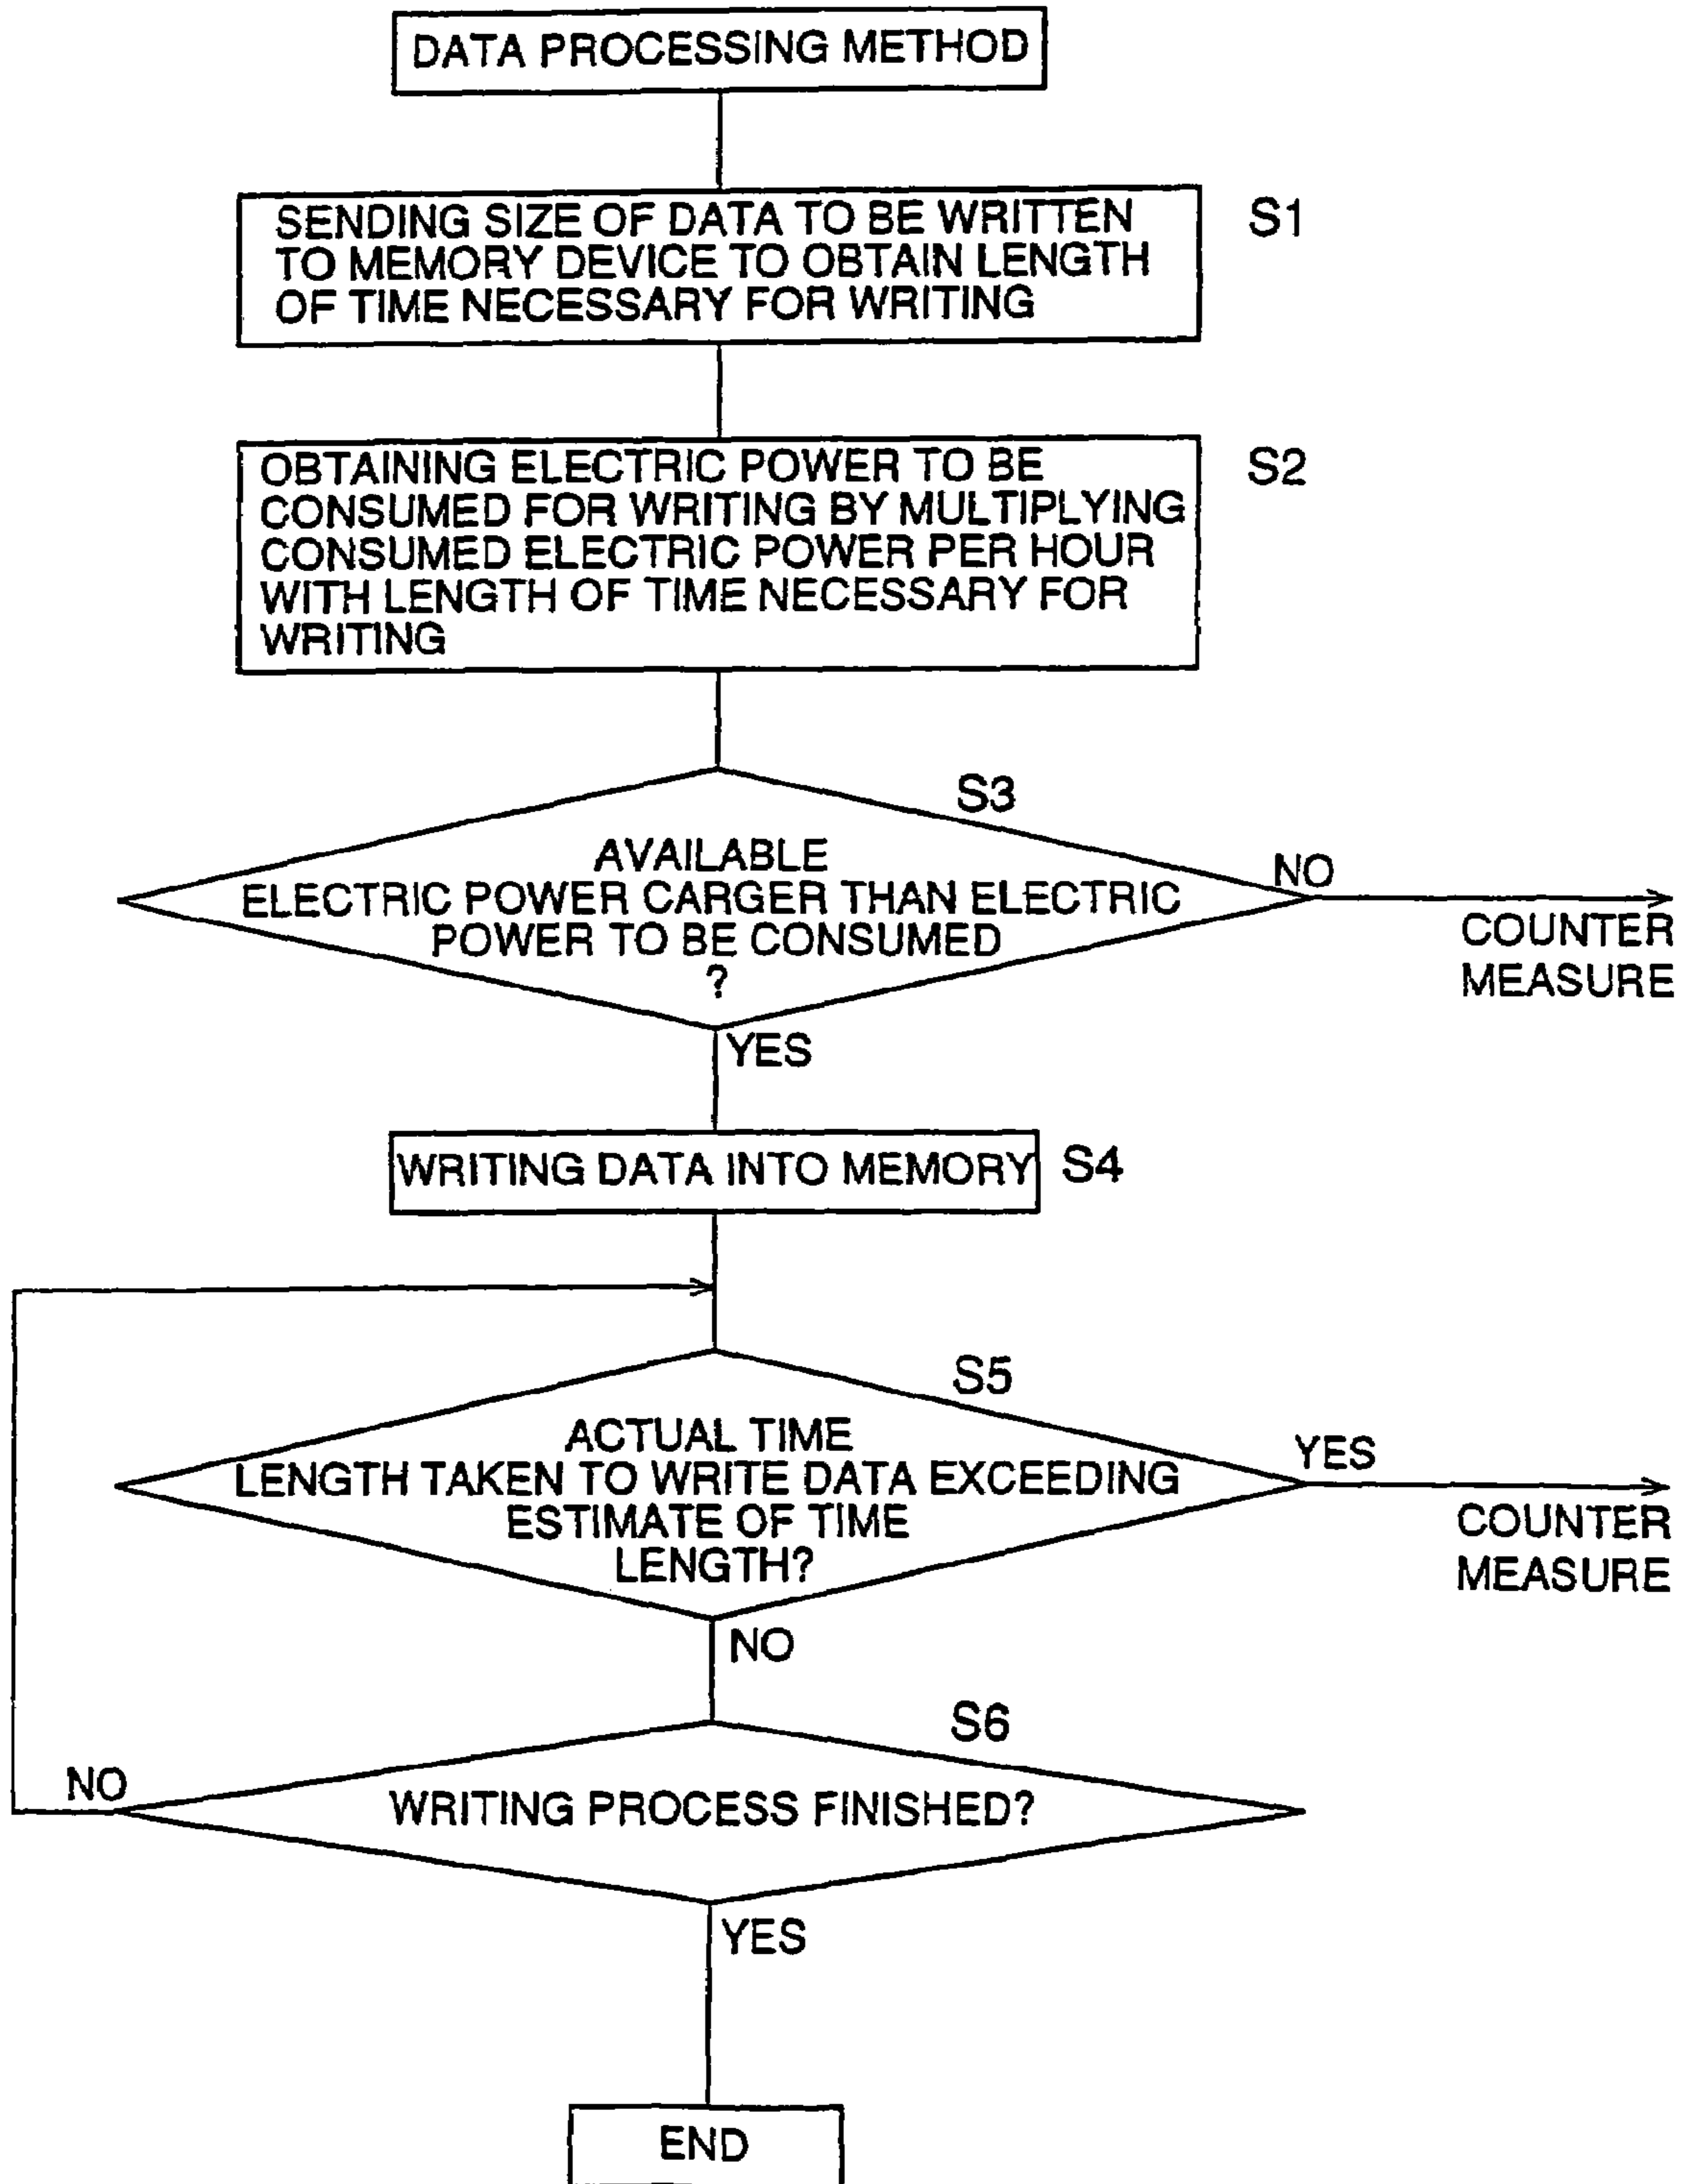 DATA PROCESSING METHOD
SENDING SIZE OF DATA TO BE WRITTEN
TO MEMORY DEVICE TO OBTAIN LENGTH
OF TIME NECESSARY FOR WRITING
S1
OBTAINING ELECTRIC POWER TO BE
CONSUMED FOR WRITING BY MULTIPLYING
CONSUMED ELECTRIC POWER PER HOUR
WITH LENGTH OF TIME NECESSARY FOR
WRITING
S2
S3
AVAILABLE
ELECTRIC POWER CARGER THAN ELECTRIC
POWER TO BE CONSUMED
?
NO
COUNTER
MEASURE
YES
WRITING DATA INTO MEMORY
S4
S5
ACTUAL TIME
LENGTH TAKEN TO WRITE DATA EXCEEDING
ESTIMATE OF TIME
LENGTH?
YES
COUNTER
MEASURE
NO
S6
NO
WRITING PROCESS FINISHED?
YES
END